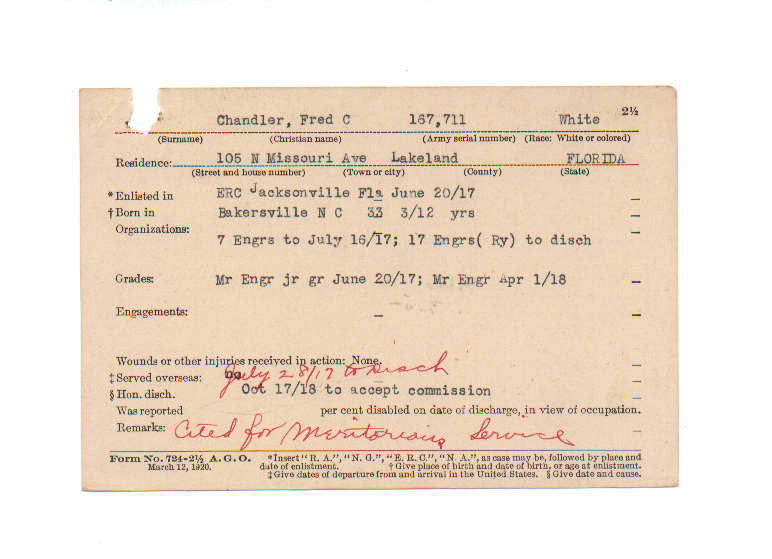 Chandler, Fred C 167,711 White 2½
(Surname) (Christian name) (Army serial number) (Race: White or colored)
Residence: 105 N Missouri Ave Lakeland FLORIDA
(Street and house number) (Town or city) (County) (State)
*Enlisted in ERC Jacksonville Fla June 20/17
†Born in Bakersville N C 33 3/12 yrs
Organizations:
7 Engrs to July 16/17; 17 Engrs( Ry) to disch
Grades: Mr Engr jr gr June 20/17; Mr Engr Apr 1/18
Engagements: –
Wounds or other injuries received in action: None.
‡Served overseas: no July 28/17 to Disch
§Hon. disch. Oct 17/18 to accept commission
Was reported per cent disabled on date of discharge, in view of occupation.
Remarks: Cited for Meritorious Service
Form No. 724-2½ A. G. O. *Insert "R. A.", "N. G.", "E. R. C.", "N. A.", as case may be, followed by place and
March 12, 1920. date of enlistment. †Give place of birth and date of birth, or age at enlistment.
‡Give dates of departure from and arrival in the United States. §Give date and cause.